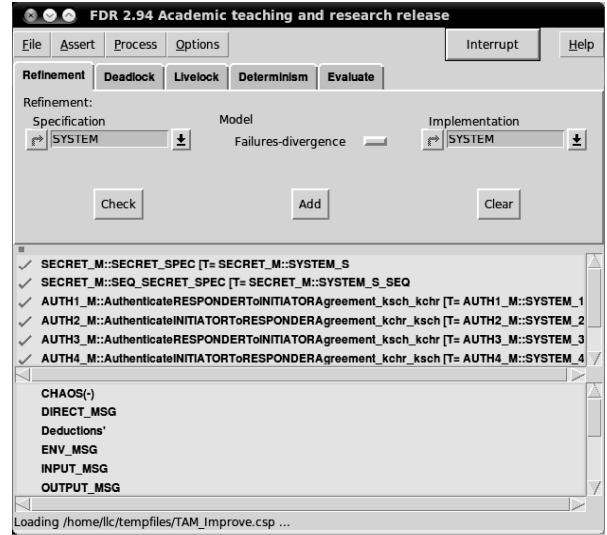 FDR 2.94 Academic teaching and research release
File Assert Process Options Interrupt Help
Refinement Deadlock Livelock Determinism Evaluate
Refinement:
Specification Model Implementation
SYSTEM Failures-divergence SYSTEM
Check Add Clear
SECRET_M::SECRET_SPEC [T= SECRET_M::SYSTEM_S
SECRET_M::SEQ_SECRET_SPEC [T= SECRET_M::SYSTEM_S_SEQ
AUTH1_M::AuthenticateRESPONDERToINITIATORAgreement_ksch_kchr [T= AUTH1_M::SYSTEM_1
AUTH2_M::AuthenticateINITIATORToRESPONDERAgreement_ksch_kchr [T= AUTH2_M::SYSTEM_2
AUTH3_M::AuthenticateRESPONDERToINITIATORAgreement_kchr_ksch [T= AUTH3_M::SYSTEM_3
AUTH4_M::AuthenticateINITIATORToRESPONDERAgreement_kchr_ksch [T= AUTH4_M::SYSTEM_4
CHAOS(-)
DIRECT_MSG
Deductions'
ENV_MSG
INPUT_MSG
OUTPUT_MSG
Loading /home/llc/tempfiles/TAM_Improve.csp ...